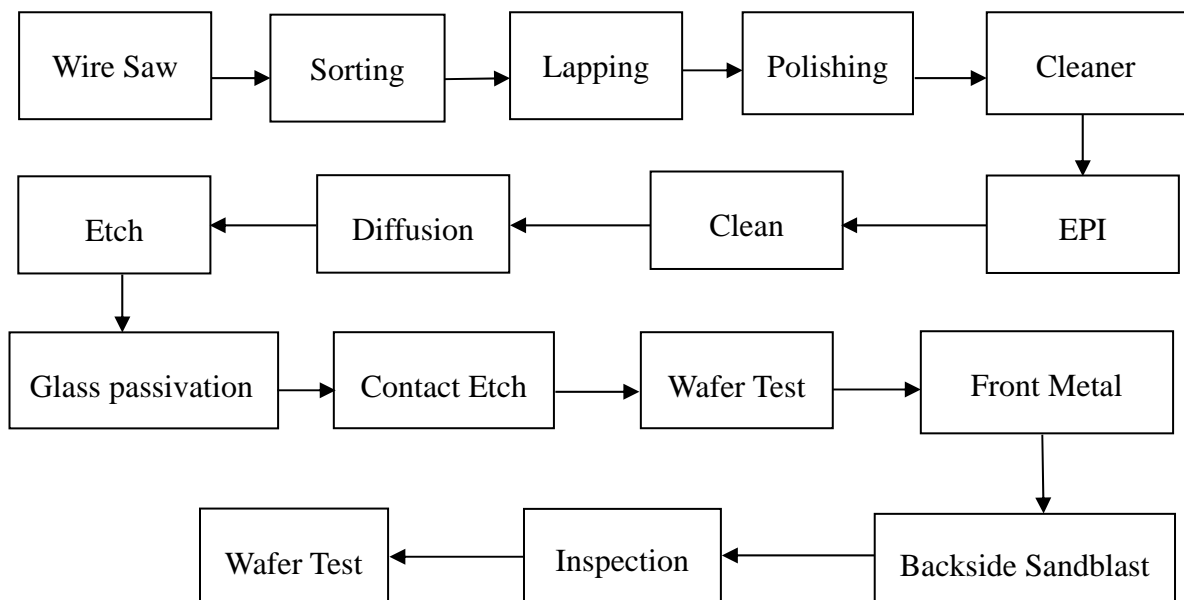 Wire Saw
Sorting
Lapping
Polishing
Cleaner
EPI
Clean
Diffusion
Etch
Glass passivation
Contact Etch
Wafer Test
Front Metal
Backside Sandblast
Inspection
Wafer Test